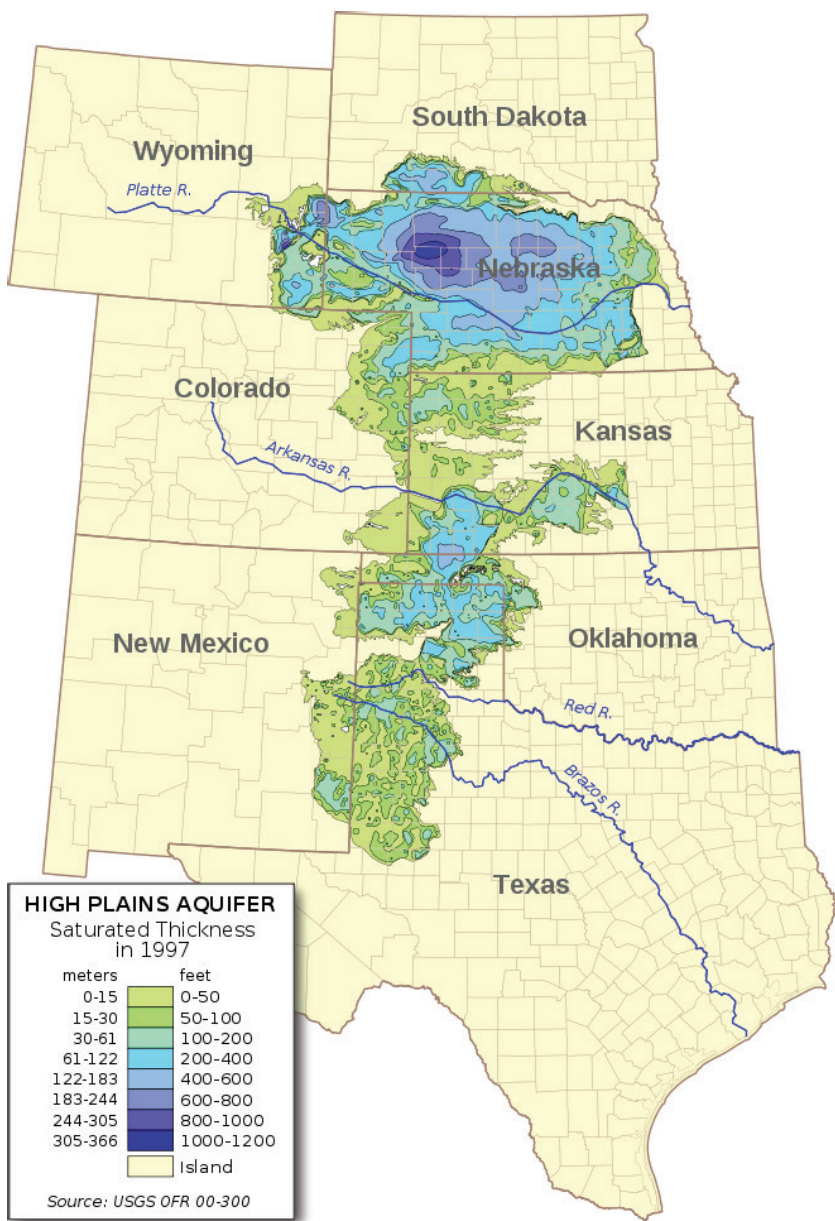 South Dakota
Wyoming
Platte R.
Nebraska
Colorado
Kansas
Arkansas R.
New Mexico
Oklahoma
Red R.
Brazos R.
Texas
HIGH PLAINS AQUIFER
Saturated Thickness
in 1997
meters feet
0-15 0-50
15-30 50-100
30-61 100-200
61-122 200-400
122-183 400-600
183-244 600-800
244-305 800-1000
305-366 1000-1200
Island
Source: USGS OFR 00-300